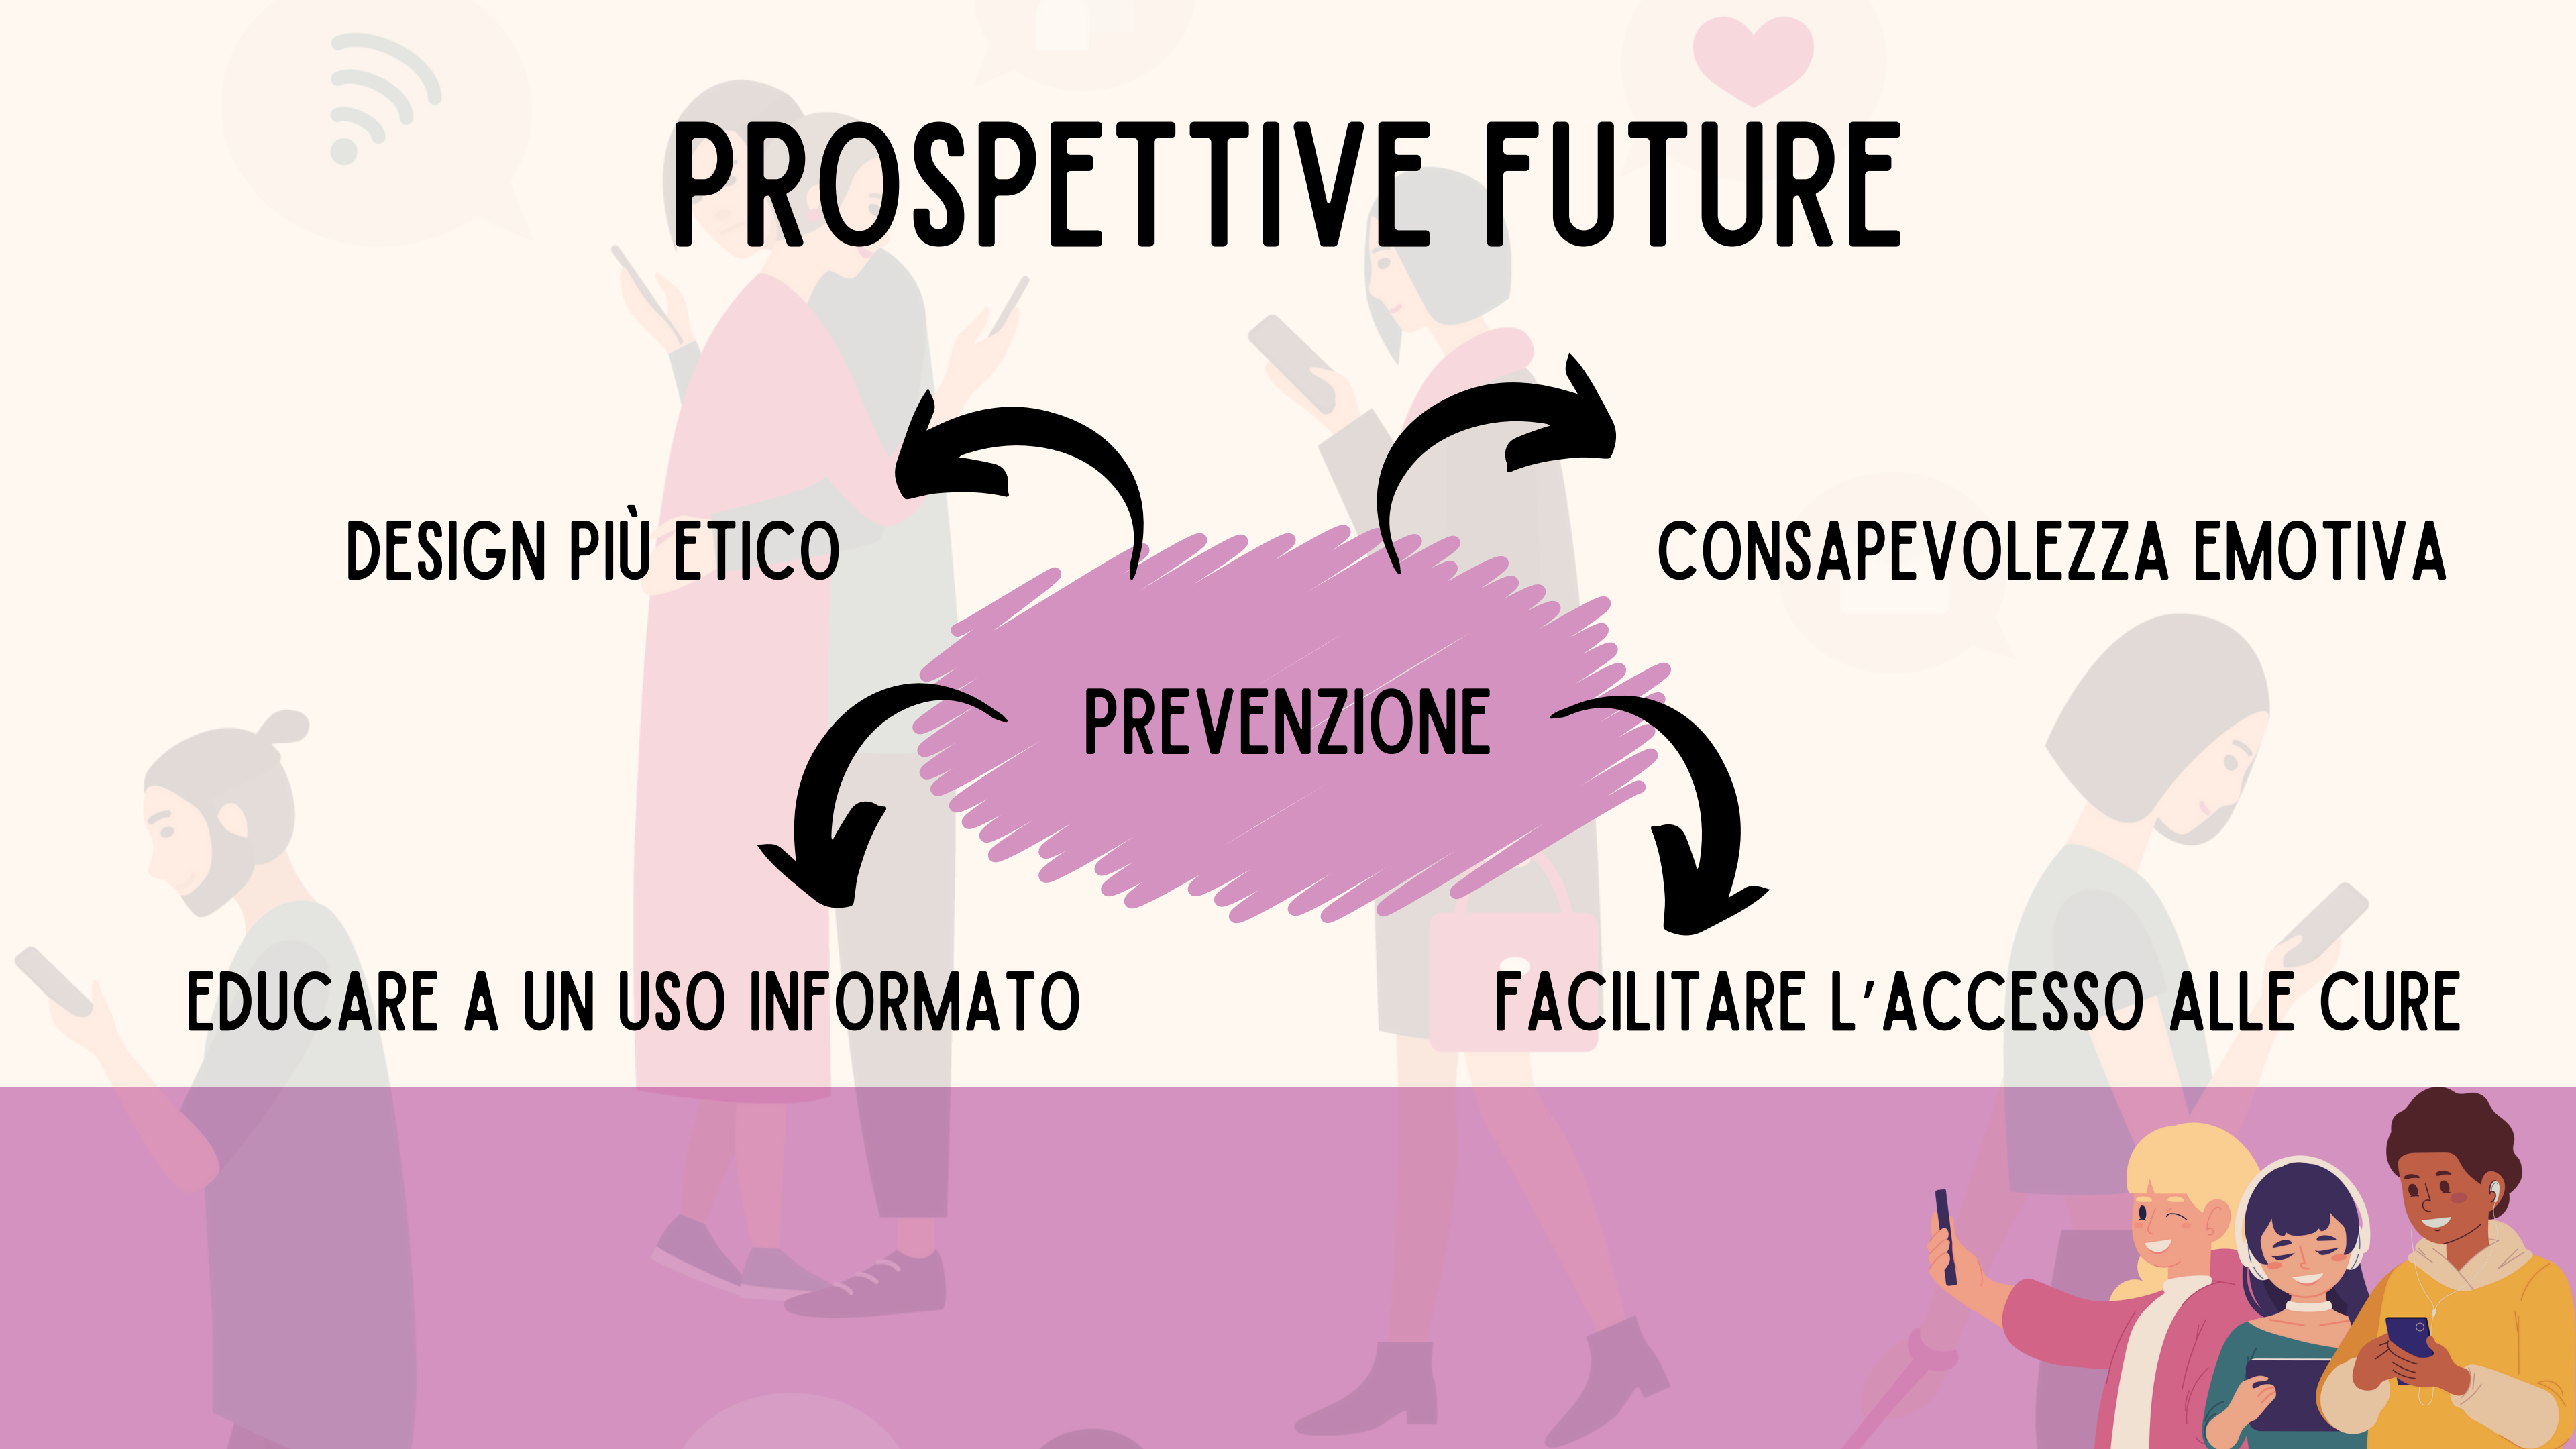 PROSPETTIVE FUTURE
DESIGN PIÙ ETICO
CONSAPEVOLEZZA EMOTIVA
PREVENZIONE
EDUCARE A UN USO INFORMATO
FACILITARE L'ACCESSO ALLE CURE